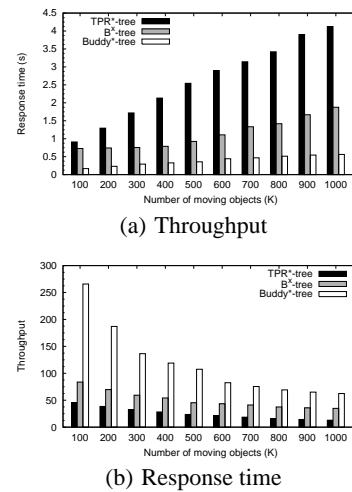 TPR*-tree
Bˣ-tree
Buddy*-tree
Response time (s)
4.5
4
3.5
3
2.5
2
1.5
1
0.5
0
100 200 300 400 500 600 700 800 900 1000
Number of moving objects (K)
(a) Throughput
TPR*-tree
Bˣ-tree
Buddy*-tree
Throughput
300
250
200
150
100
50
0
100 200 300 400 500 600 700 800 900 1000
Number of moving objects (K)
(b) Response time